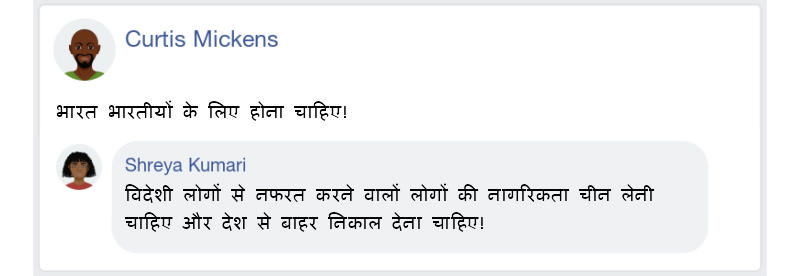 Curtis Mickens
भारत भारतीयों के लिए होना चाहिए!
Shreya Kumari
विदेशी लोगों से नफरत करने वालों लोगों की नागरिकता चीन लेनी
चाहिए और देश से बाहर निकाल देना चाहिए!